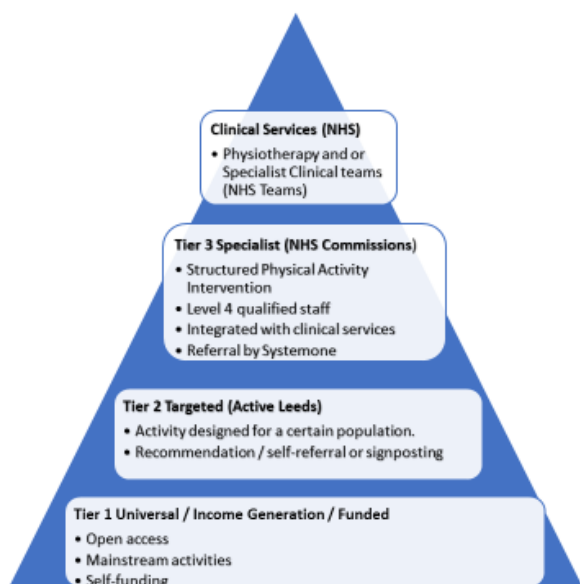 Clinical Services (NHS)
• Physiotherapy and or
Specialist Clinical teams
(NHS Teams)
Tier 3 Specialist (NHS Commissions)
• Structured Physical Activity
Intervention
• Level 4 qualified staff
• Integrated with clinical services
• Referral by Systemone
Tier 2 Targeted (Active Leeds)
• Activity designed for a certain population.
• Recommendation / self-referral or signposting
Tier 1 Universal / Income Generation / Funded
• Open access
• Mainstream activities
• Self-funding